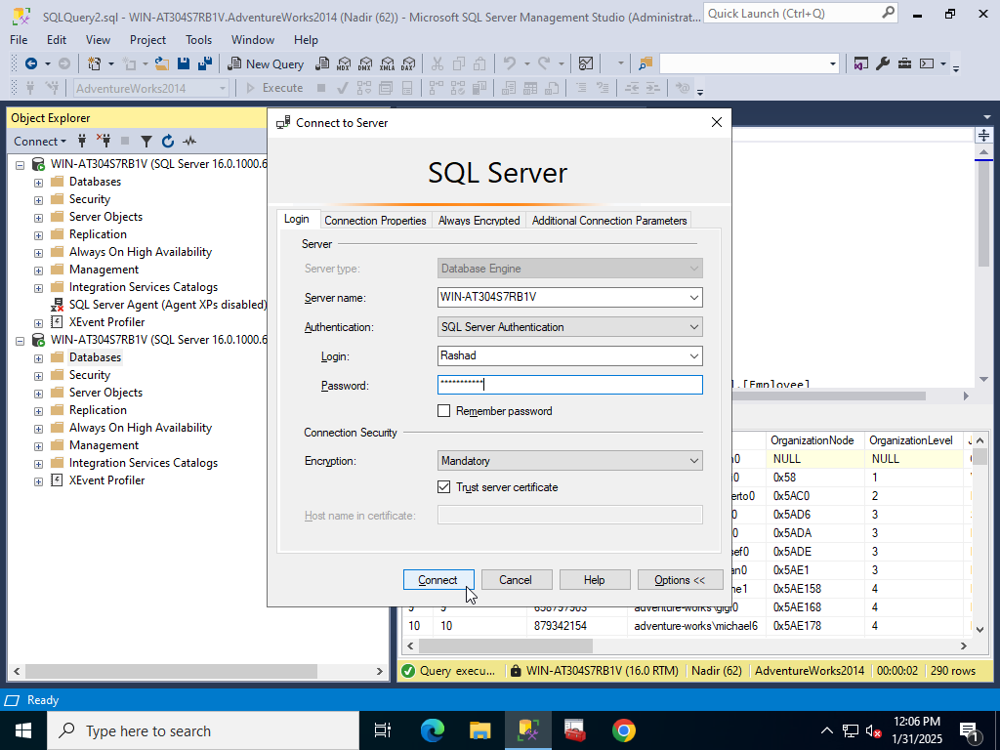 SQLQuery2.sql - WIN-AT304S7RB1V.AdventureWorks2014 (Nadir (62)) - Microsoft SQL Server Management Studio (Administrat...
Quick Launch (Ctrl+Q)
File Edit View Project Tools Window Help
New Query
MDX DMX XMLA DAX
AdventureWorks2014
Execute
Object Explorer
Connect
WIN-AT304S7RB1V (SQL Server 16.0.1000.6
Databases
Security
Server Objects
Replication
Always On High Availability
Management
Integration Services Catalogs
SQL Server Agent (Agent XPs disabled)
XEvent Profiler
WIN-AT304S7RB1V (SQL Server 16.0.1000.6
Databases
Security
Server Objects
Replication
Always On High Availability
Management
Integration Services Catalogs
XEvent Profiler
Connect to Server
SQL Server
Login Connection Properties Always Encrypted Additional Connection Parameters
Server
Server type: Database Engine
Server name: WIN-AT304S7RB1V
Authentication: SQL Server Authentication
Login: Rashad
Password: ***********
Remember password
Connection Security
Encryption: Mandatory
Trust server certificate
Host name in certificate:
Connect Cancel Help Options <<
].[Employee]
OrganizationNode OrganizationLevel
n0 NULL NULL
0 0x58 1
erto0 0x5AC0 2
0 0x5AD6 3
0 0x5ADA 3
sef0 0x5ADE 3
an0 0x5AE1 3
ne1 0x5AE158 4
9 9 658797903 adventure-works\gigi0 0x5AE168 4
10 10 879342154 adventure-works\michael6 0x5AE178 4
Query execu... WIN-AT304S7RB1V (16.0 RTM) Nadir (62) AdventureWorks2014 00:00:02 290 rows
Ready
Type here to search
12:06 PM
1/31/2025
1